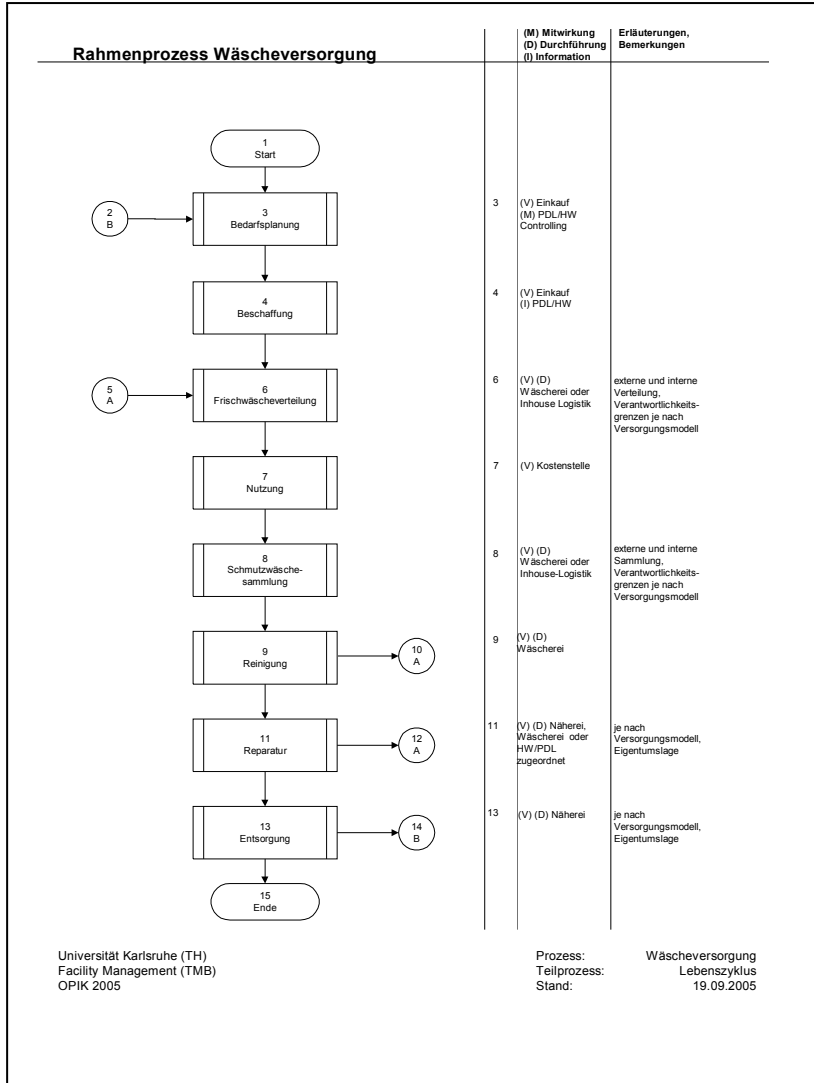 Rahmenprozess Wäscheversorgung
(M) Mitwirkung
(D) Durchführung
(I) Information
Erläuterungen,
Bemerkungen
1
Start
2
B
3
Bedarfsplanung
3
(V) Einkauf
(M) PDL/HW
Controlling
4
Beschaffung
4
(V) Einkauf
(I) PDL/HW
5
A
6
Frischwäscheverteilung
6
(V) (D)
Wäscherei oder
Inhouse Logistik
externe und interne
Verteilung,
Verantwortlichkeits-
grenzen je nach
Versorgungsmodell
7
Nutzung
7
(V) Kostenstelle
8
Schmutzwäsche-
sammlung
8
(V) (D)
Wäscherei oder
Inhouse-Logistik
externe und interne
Sammlung,
Verantwortlichkeits-
grenzen je nach
Versorgungsmodell
9
Reinigung
10
A
9
(V) (D)
Wäscherei
11
Reparatur
12
A
11
(V) (D) Näherei,
Wäscherei oder
HW/PDL
zugeordnet
je nach
Versorgungsmodell,
Eigentumslage
13
Entsorgung
14
B
13
(V) (D) Näherei
je nach
Versorgungsmodell,
Eigentumslage
15
Ende
Universität Karlsruhe (TH)
Facility Management (TMB)
OPIK 2005
Prozess: Wäscheversorgung
Teilprozess: Lebenszyklus
Stand: 19.09.2005